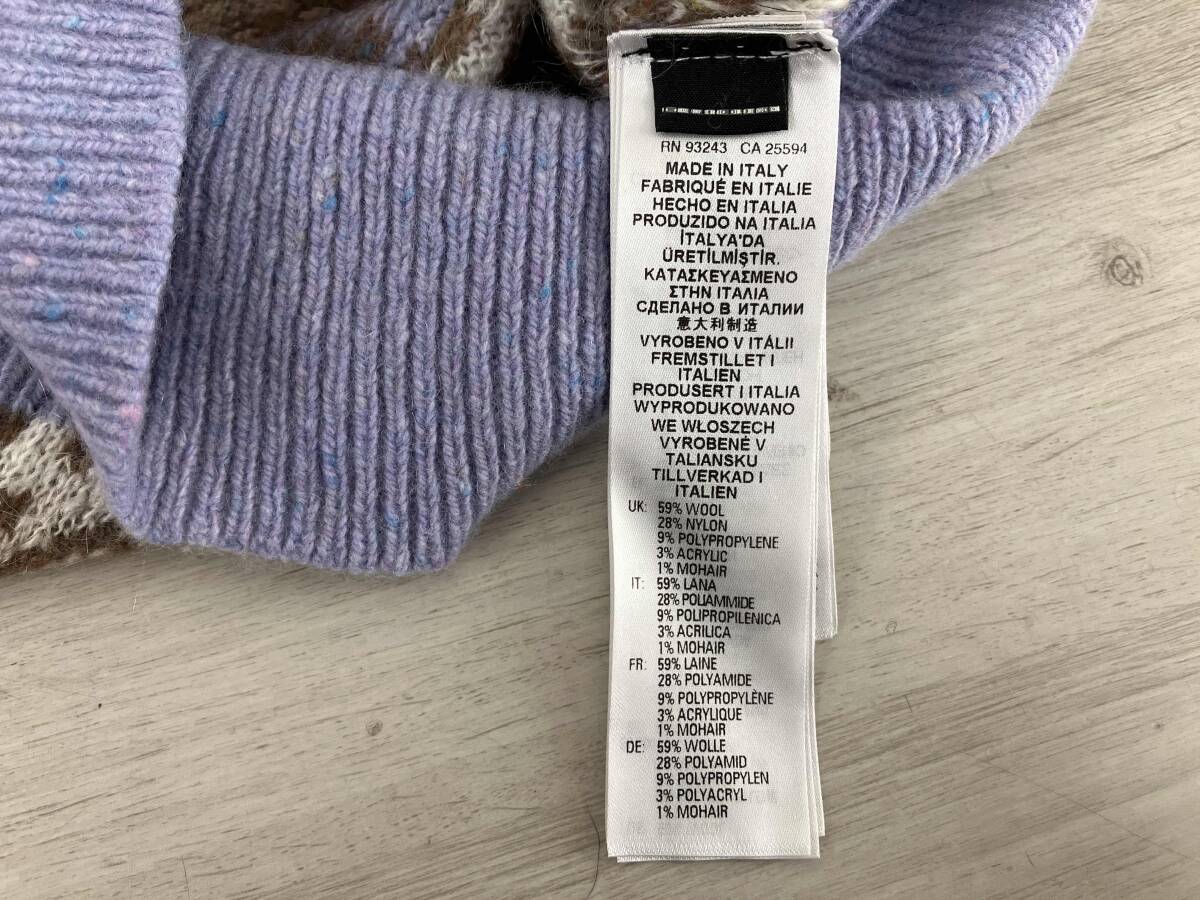 RN 93243 CA 25594
MADE IN ITALY
FABRIQUÉ EN ITALIE
HECHO EN ITALIA
PRODUZIDO NA ITALIA
İTALYA'DA
ÜRETİLMİŞTİR.
ΚΑΤΑΣΚΕΥΑΣΜΕΝΟ
ΣΤΗΝ ΙΤΑΛΙΑ
СДЕЛАНО В ИТАЛИИ
意大利制造
VYROBENO V ITÁLII
FREMSTILLET I
ITALIEN
PRODUSERT I ITALIA
WYPRODUKOWANO
WE WŁOSZECH
VYROBENÉ V
TALIANSKU
TILLVERKAD I
ITALIEN
UK: 59% WOOL
28% NYLON
9% POLYPROPYLENE
3% ACRYLIC
1% MOHAIR
IT: 59% LANA
28% POLIAMMIDE
9% POLIPROPILENICA
3% ACRILICA
1% MOHAIR
FR: 59% LAINE
28% POLYAMIDE
9% POLYPROPYLÈNE
3% ACRYLIQUE
1% MOHAIR
DE: 59% WOLLE
28% POLYAMID
9% POLYPROPYLEN
3% POLYACRYL
1% MOHAIR